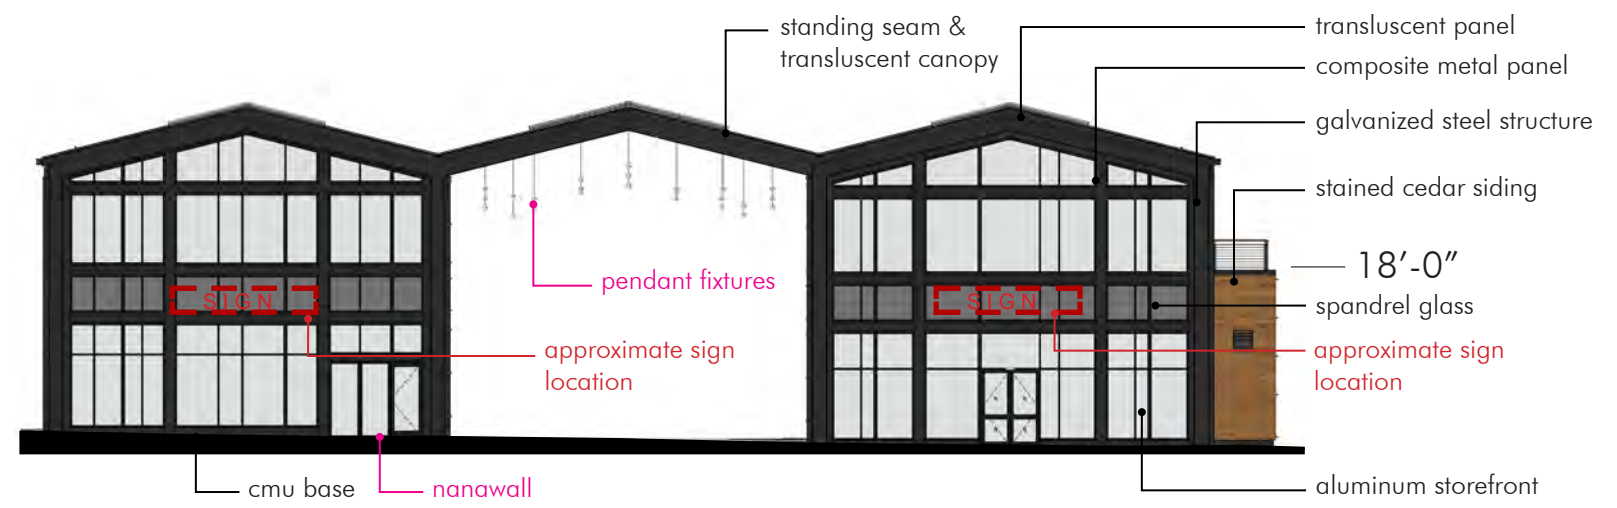 standing seam &
transluscent canopy
transluscent panel
composite metal panel
galvanized steel structure
stained cedar siding
18’-0”
pendant fixtures
SIGN
SIGN
spandrel glass
approximate sign
location
approximate sign
location
cmu base
nanawall
aluminum storefront